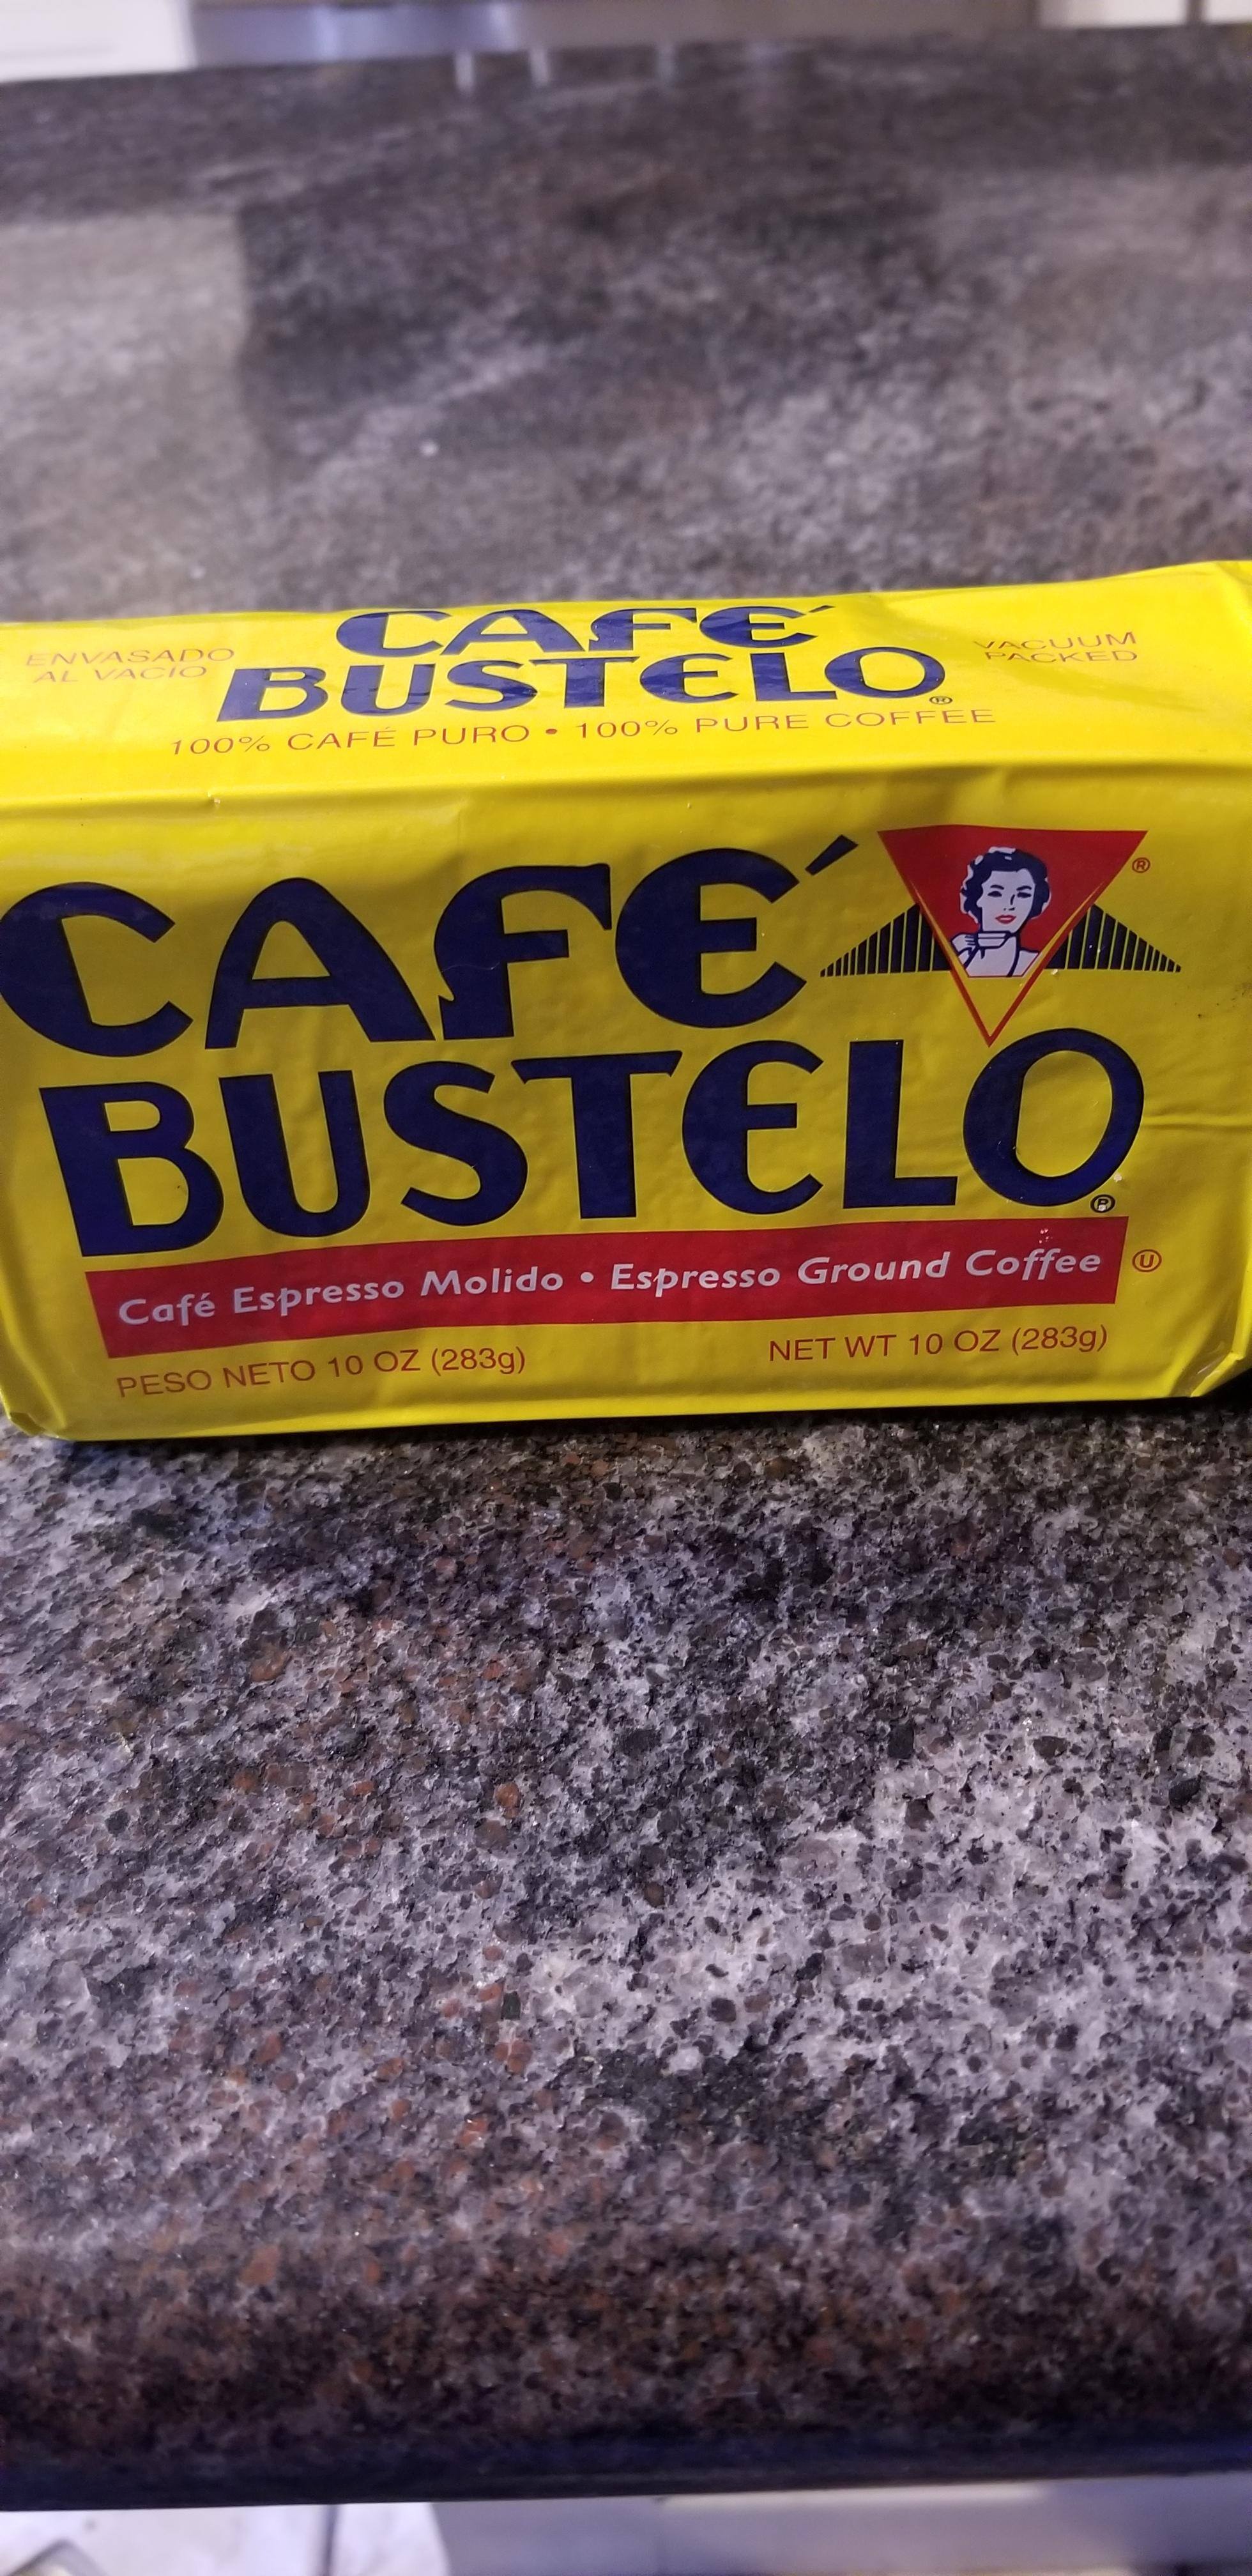 ENVASADO
AL VACIO
CAFÉ
BUSTELO®
VACUUM
PACKED
100% CAFÉ PURO • 100% PURE COFFEE
CAFÉ
®
BUSTELO®
Café Espresso Molido • Espresso Ground Coffee
Ⓤ
PESO NETO 10 OZ (283g)
NET WT 10 OZ (283g)